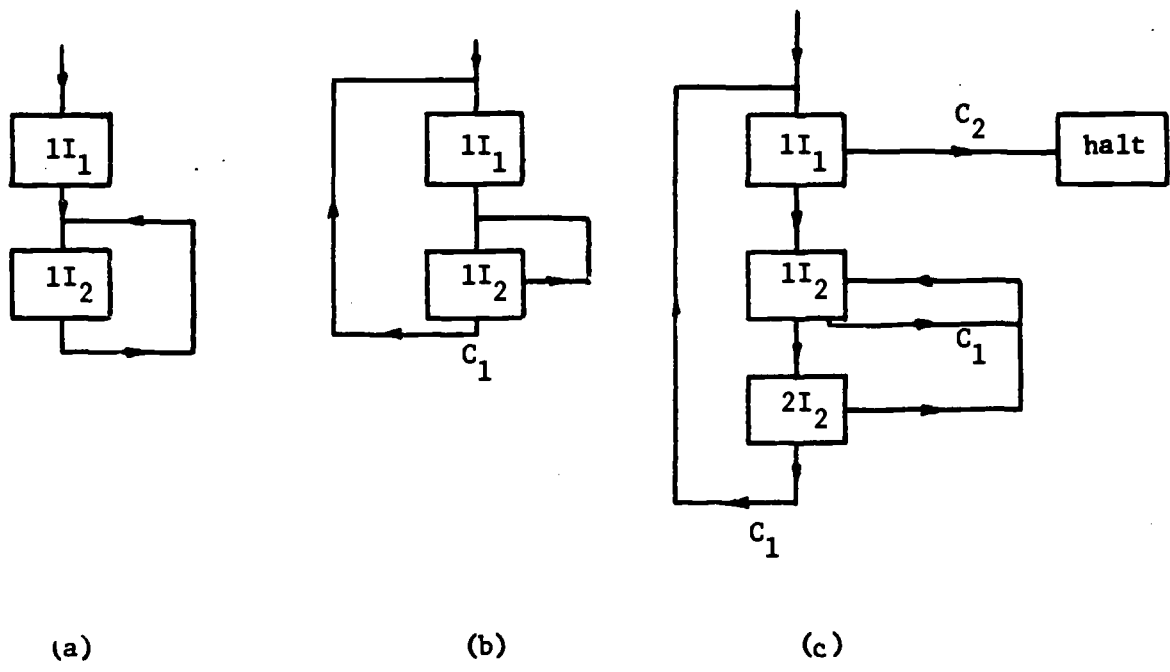 1I₁
1I₂
(a)
1I₁
1I₂
C₁
(b)
1I₁
C₂
halt
1I₂
C₁
2I₂
C₁
(c)